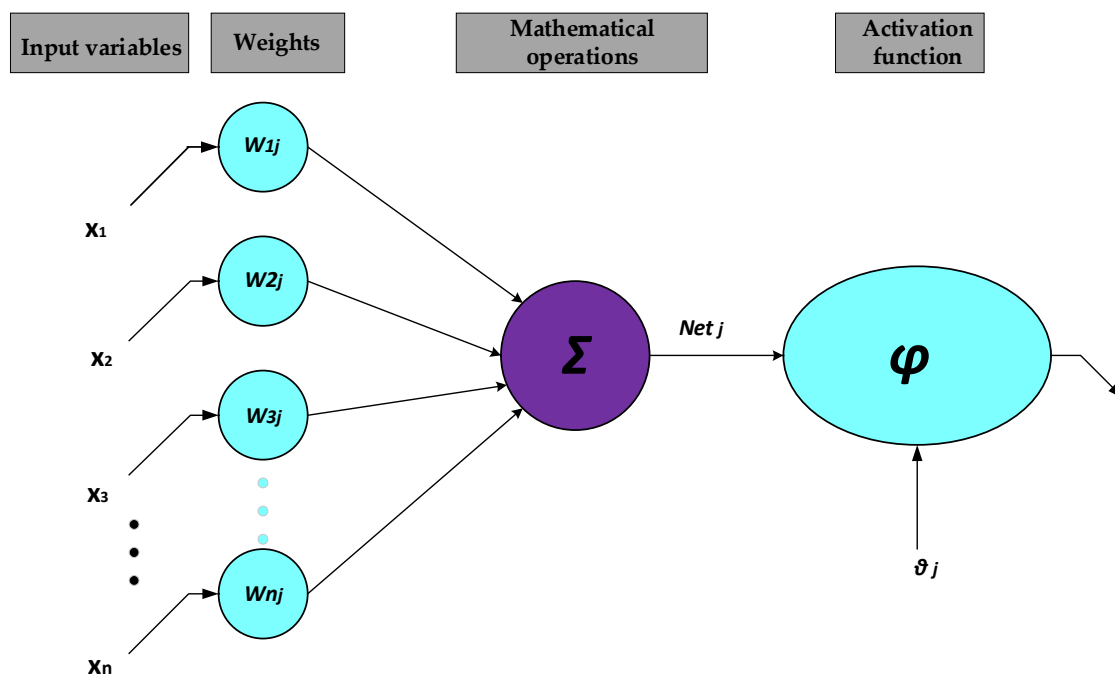 Input variables
Weights
Mathematical
operations
Activation
function
W1j
x1
W2j
x2
Σ
Net j
φ
W3j
x3
ϑ j
Wnj
xn